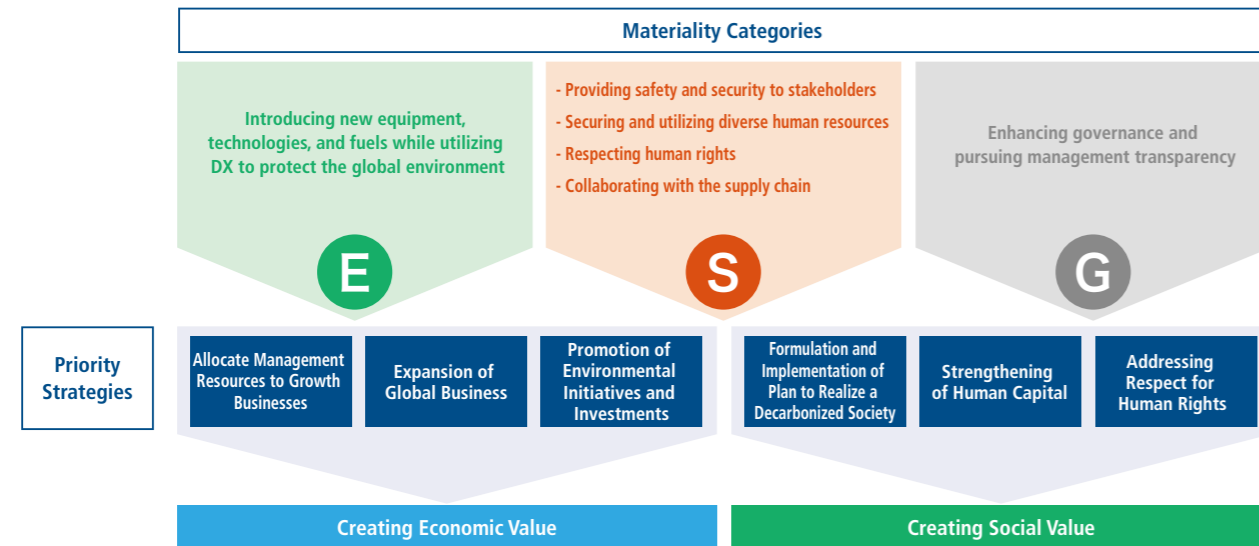 Materiality Categories
Introducing new equipment,
technologies, and fuels while utilizing
DX to protect the global environment
E
- Providing safety and security to stakeholders
- Securing and utilizing diverse human resources
- Respecting human rights
- Collaborating with the supply chain
S
Enhancing governance and
pursuing management transparency
G
Priority
Strategies
Allocate Management
Resources to Growth
Businesses
Expansion of
Global Business
Promotion of
Environmental
Initiatives and
Investments
Formulation and
Implementation of
Plan to Realize a
Decarbonized Society
Strengthening
of Human Capital
Addressing
Respect for
Human Rights
Creating Economic Value
Creating Social Value